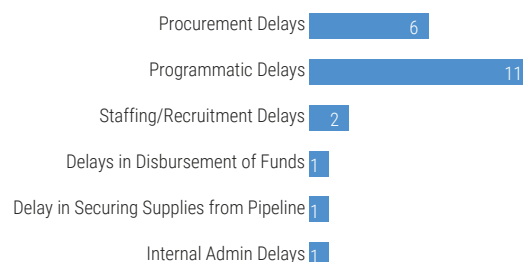 Procurement Delays 6
Programmatic Delays 11
Staffing/Recruitment Delays 2
Delays in Disbursement of Funds 1
Delay in Securing Supplies from Pipeline 1
Internal Admin Delays 1